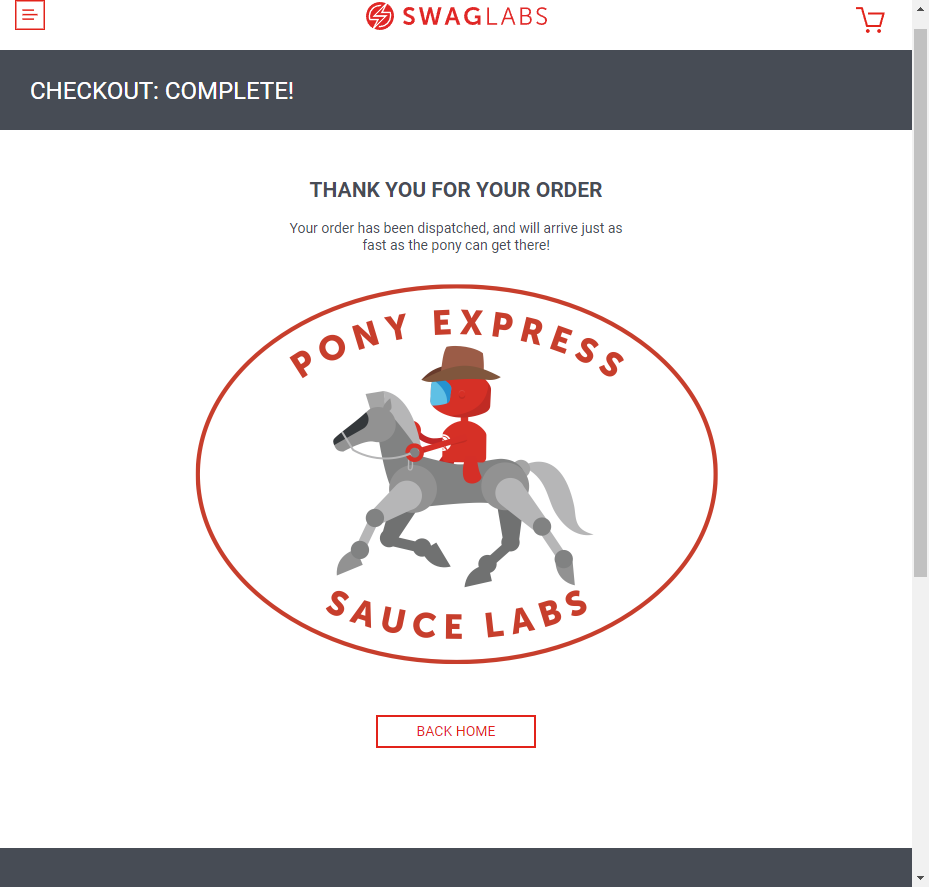 SWAGLABS
CHECKOUT: COMPLETE!
THANK YOU FOR YOUR ORDER
Your order has been dispatched, and will arrive just as
fast as the pony can get there!
PONY EXPRESS
SAUCE LABS
BACK HOME